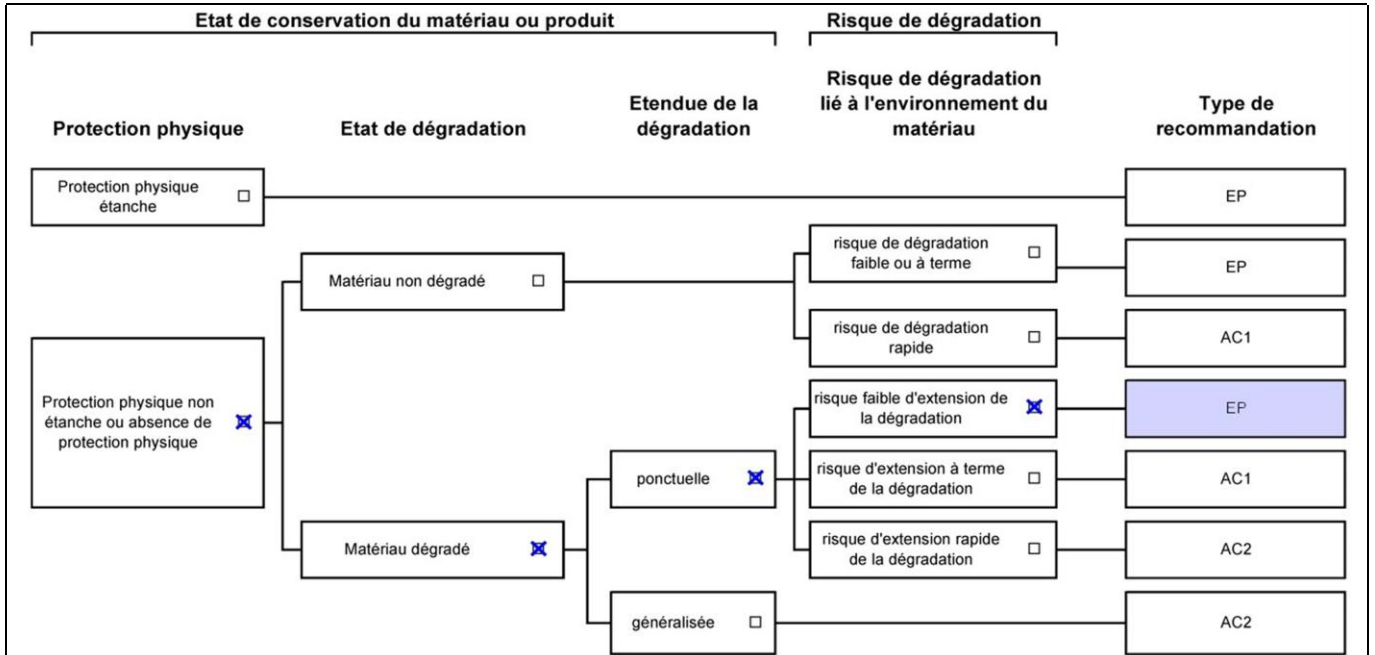 Etat de conservation du matériau ou produit
Risque de dégradation
Protection physique
Etat de dégradation
Etendue de la
dégradation
Risque de dégradation
lié à l'environnement du
matériau
Type de
recommandation
Protection physique
étanche
EP
risque de dégradation
faible ou à terme
EP
Matériau non dégradé
risque de dégradation
rapide
AC1
Protection physique non
étanche ou absence de
protection physique
risque faible d'extension de
la dégradation
EP
ponctuelle
risque d'extension à terme
de la dégradation
AC1
Matériau dégradé
risque d'extension rapide
de la dégradation
AC2
généralisée
AC2